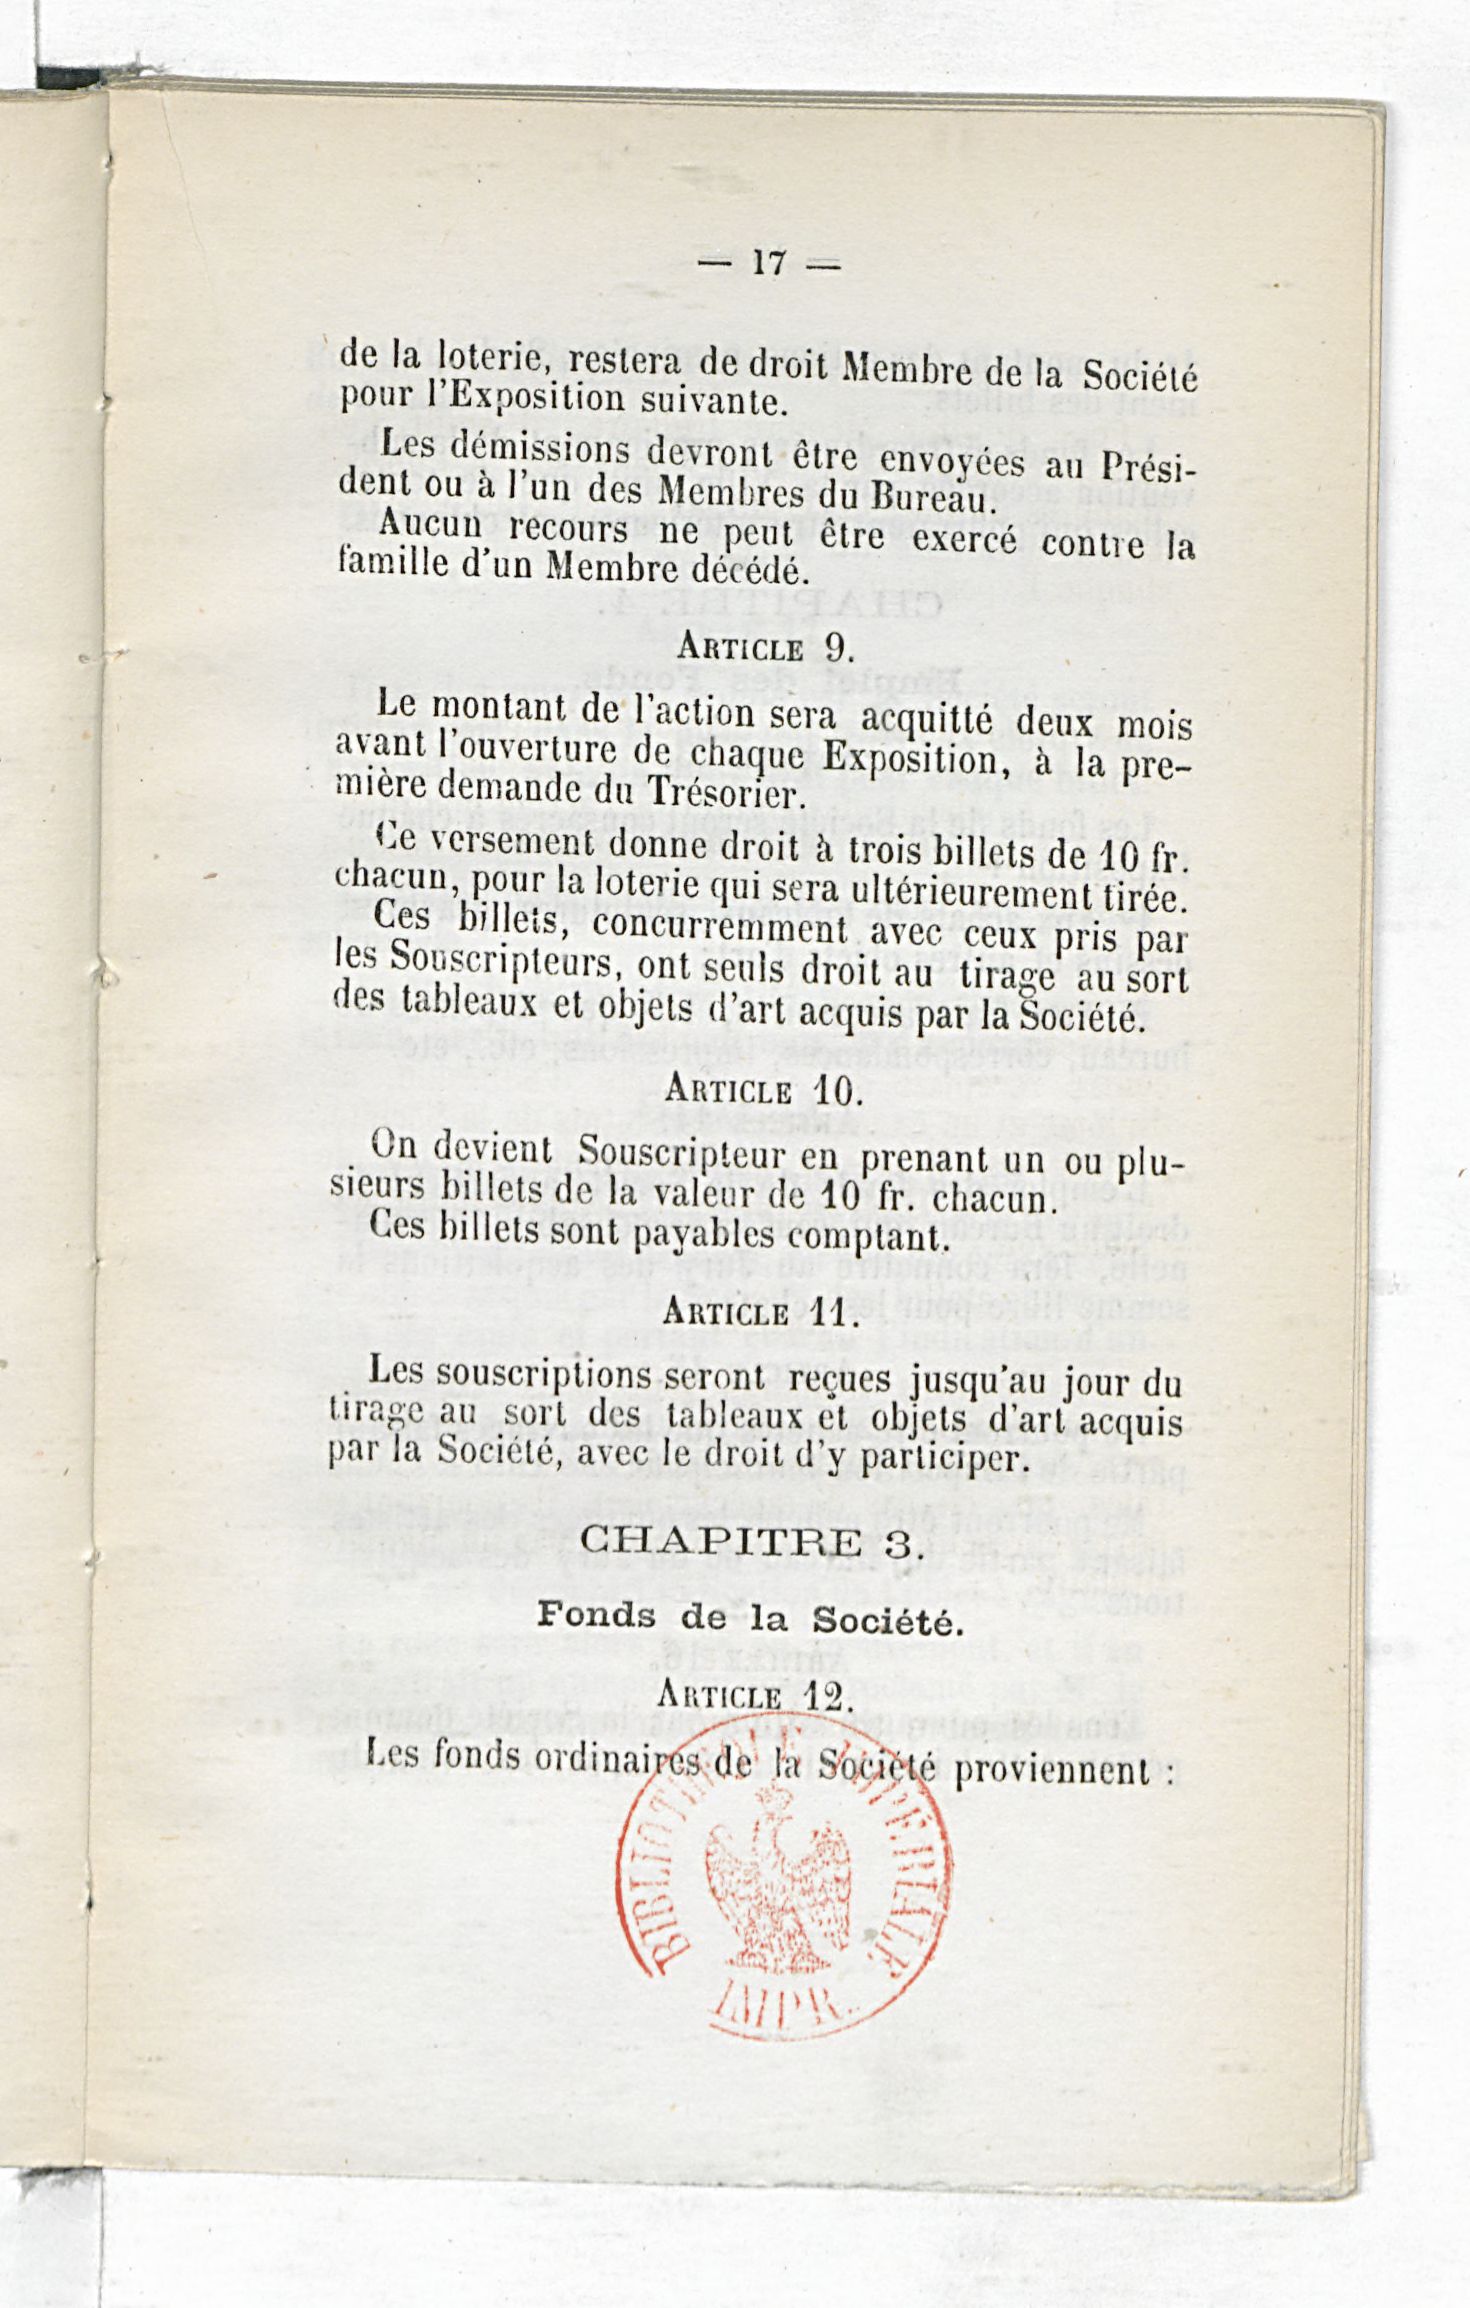 — 17 —
de la loterie, restera de droit Membre de la Société
pour l'Exposition suivante.
Les démissions devront être envoyées au Prési-
dent ou à l'un des Membres du Bureau.
Aucun recours ne peut être exercé contre la
famille d'un Membre décédé.
ARTICLE 9.
Le montant de l'action sera acquitté deux mois
avant l'ouverture de chaque Exposition, à la pre-
mière demande du Trésorier.
Ce versement donne droit à trois billets de 10 fr.
chacun, pour la loterie qui sera ultérieurement tirée.
Ces billets, concurremment avec ceux pris par
les Souscripteurs, ont seuls droit au tirage au sort
des tableaux et objets d'art acquis par la Société.
ARTICLE 10.
On devient Souscripteur en prenant un ou plu-
sieurs billets de la valeur de 10 fr. chacun.
Ces billets sont payables comptant.
ARTICLE 11.
Les souscriptions seront reçues jusqu'au jour du
tirage au sort des tableaux et objets d'art acquis
par la Société, avec le droit d'y participer.
CHAPITRE 3.
Fonds de la Société.
ARTICLE 12.
Les fonds ordinaires de la Société proviennent :
BIBLIOTHÈQUE IMPÉRIALE
IMPR.